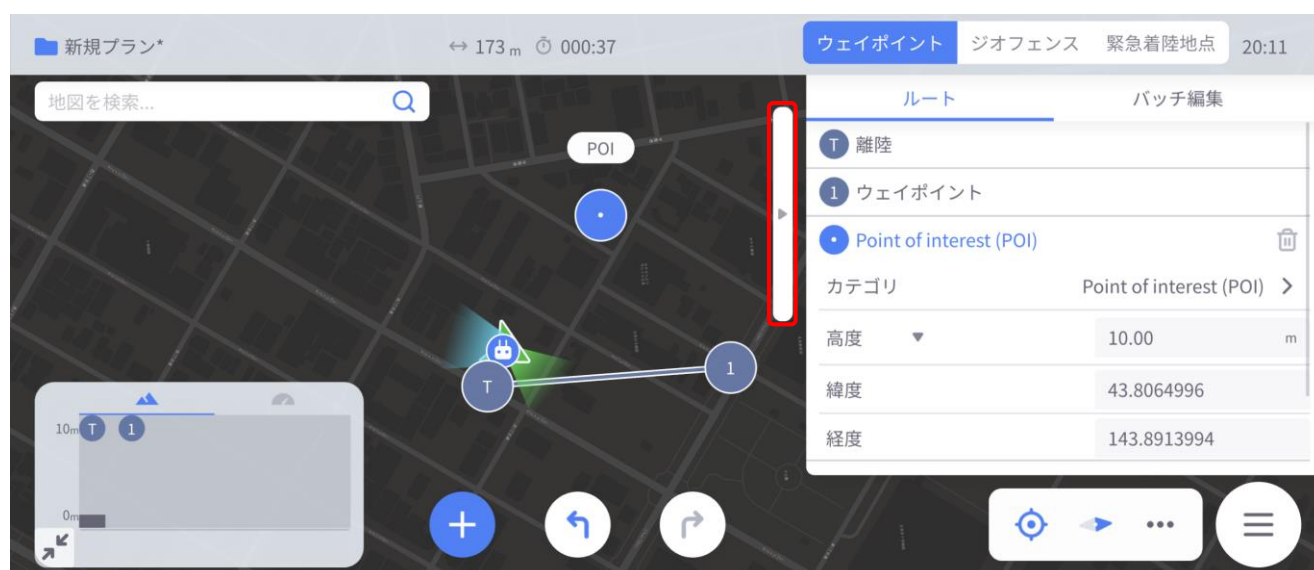 新規プラン*
173 m 000:37
ウェイポイント ジオフェンス 緊急着陸地点 20:11
地図を検索...
ルート バッチ編集
T 離陸
1 ウェイポイント
Point of interest (POI)
カテゴリ Point of interest (POI)
高度 10.00 m
緯度 43.8064996
経度 143.8913994
POI
T
1
10m T 1
0m